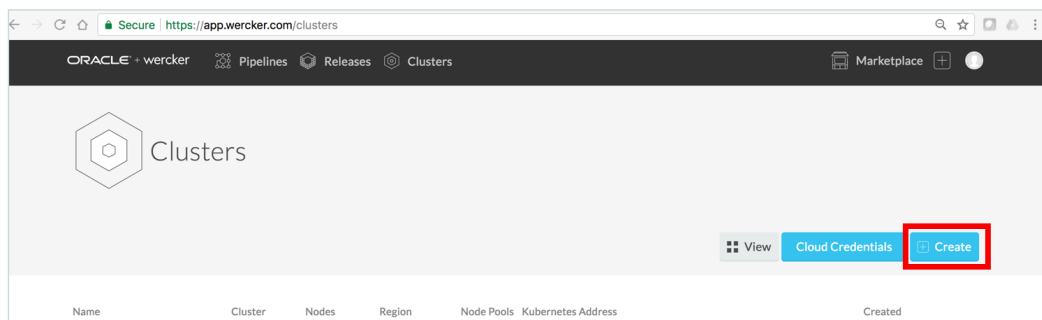 Secure | https://app.wercker.com/clusters
ORACLE + wercker Pipelines Releases Clusters Marketplace
Clusters
View Cloud Credentials Create
Name Cluster Nodes Region Node Pools Kubernetes Address Created